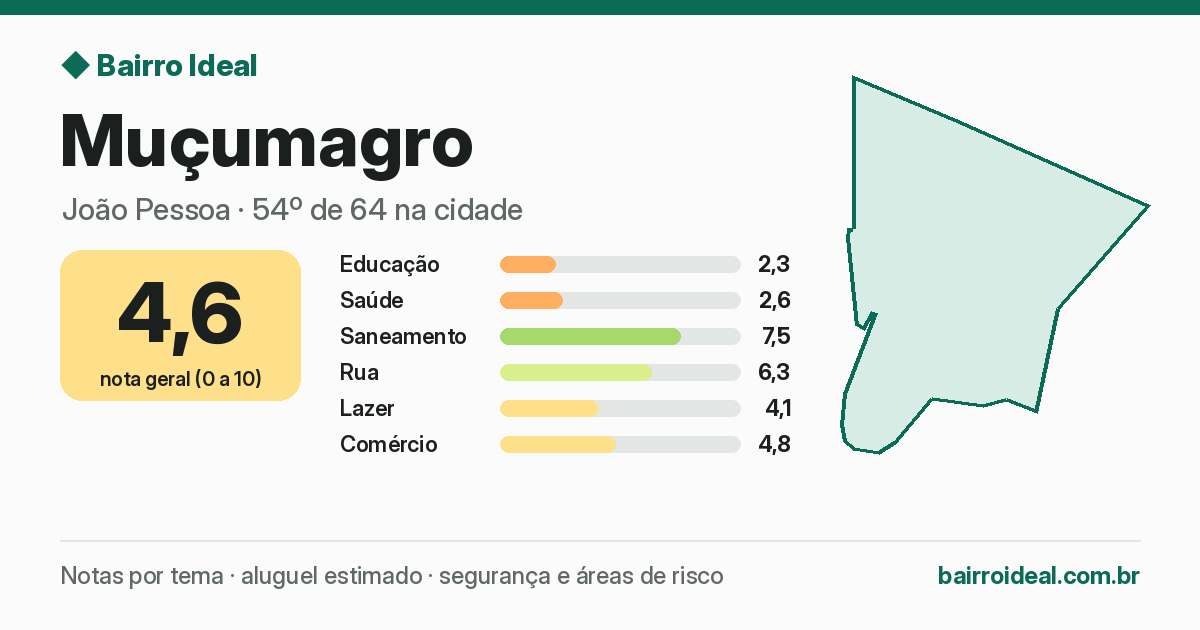 Bairro Ideal
Muçumagro
João Pessoa · 54º de 64 na cidade
4,6
nota geral (0 a 10)
Educação 2,3
Saúde 2,6
Saneamento 7,5
Rua 6,3
Lazer 4,1
Comércio 4,8
Notas por tema · aluguel estimado · segurança e áreas de risco
bairroideal.com.br